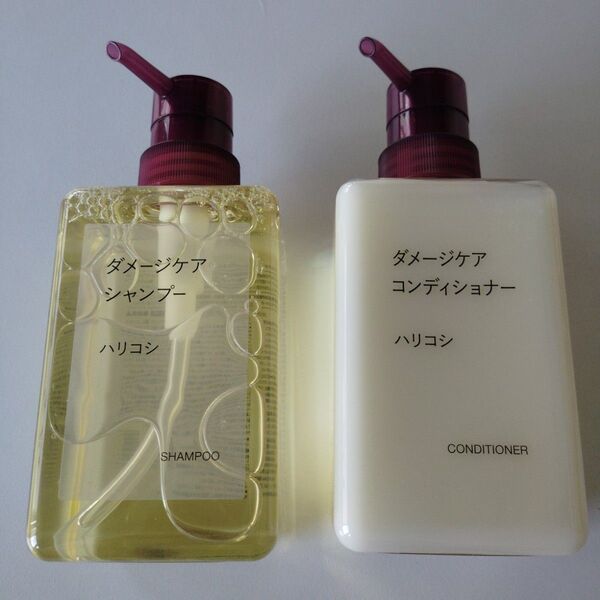 ダメージケア
シャンプー
ハリコシ
SHAMPOO
ダメージケア
コンディショナー
ハリコシ
CONDITIONER